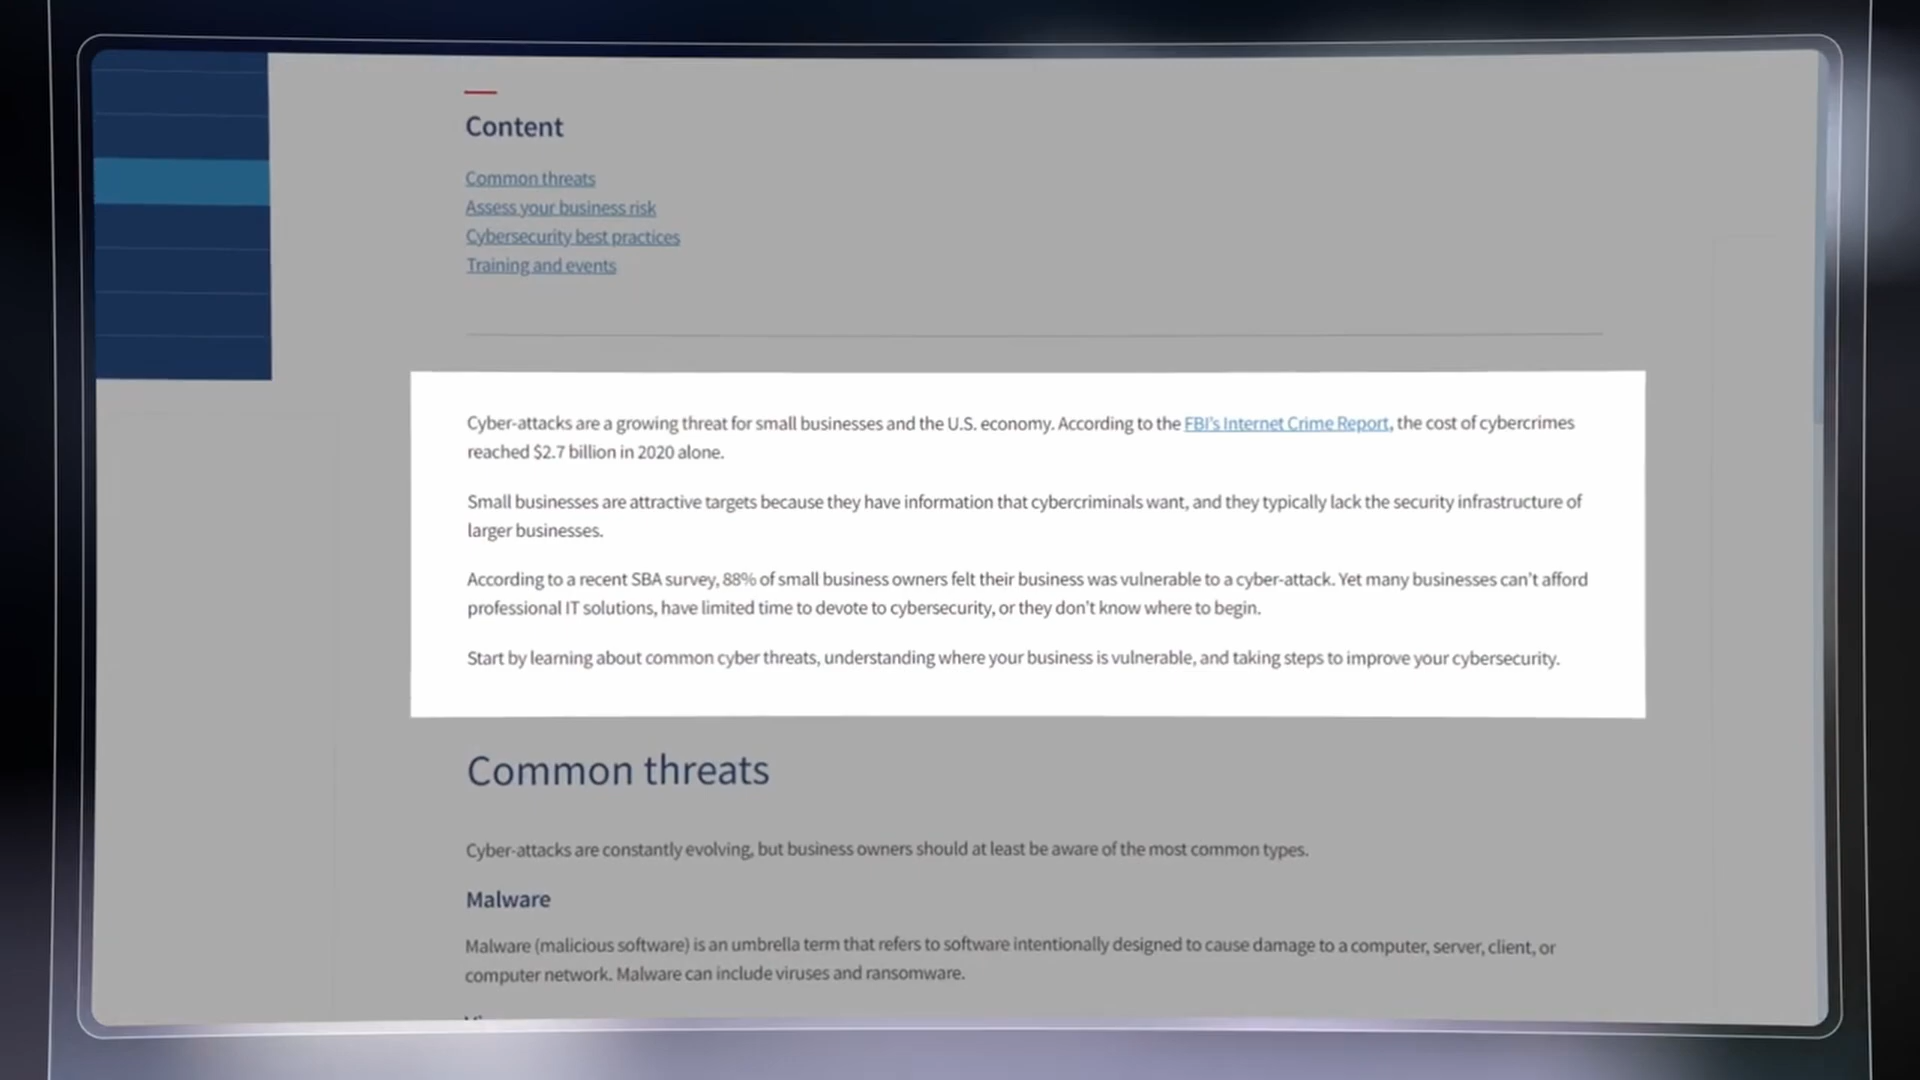 Content
Common threats
Assess your business risk
Cybersecurity best practices
Training and events
Cyber-attacks are a growing threat for small businesses and the U.S. economy. According to the FBI's Internet Crime Report, the cost of cybercrimes
reached $2.7 billion in 2020 alone.
Small businesses are attractive targets because they have information that cybercriminals want, and they typically lack the security infrastructure of
larger businesses.
According to a recent SBA survey, 88% of small business owners felt their business was vulnerable to a cyber-attack. Yet many businesses can't afford
professional IT solutions, have limited time to devote to cybersecurity, or they don't know where to begin.
Start by learning about common cyber threats, understanding where your business is vulnerable, and taking steps to improve your cybersecurity.
Common threats
Cyber-attacks are constantly evolving, but business owners should at least be aware of the most common types.
Malware
Malware (malicious software) is an umbrella term that refers to software intentionally designed to cause damage to a computer, server, client, or
computer network. Malware can include viruses and ransomware.